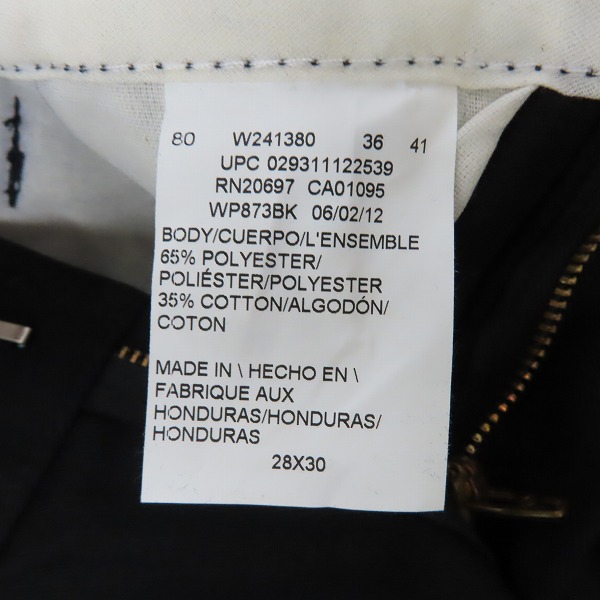 80 W241380 36 41
UPC 029311122539
RN20697 CA01095
WP873BK 06/02/12
BODY/CUERPO/L'ENSEMBLE
65% POLYESTER/
POLIÉSTER/POLYESTER
35% COTTON/ALGODÓN/
COTON
MADE IN \ HECHO EN \
FABRIQUE AUX
HONDURAS/HONDURAS/
HONDURAS
28X30